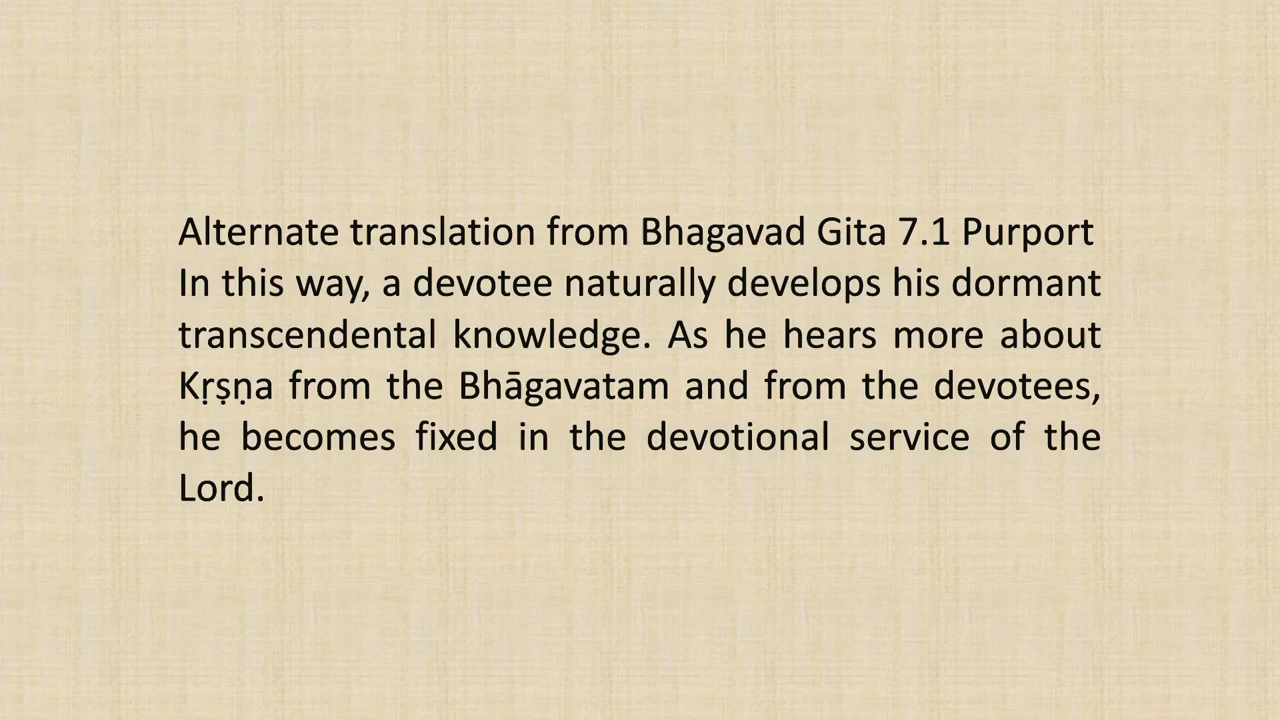 Alternate translation from Bhagavad Gita 7.1 Purport
In this way, a devotee naturally develops his dormant
transcendental knowledge. As he hears more about
Kṛṣṇa from the Bhāgavatam and from the devotees,
he becomes fixed in the devotional service of the
Lord.